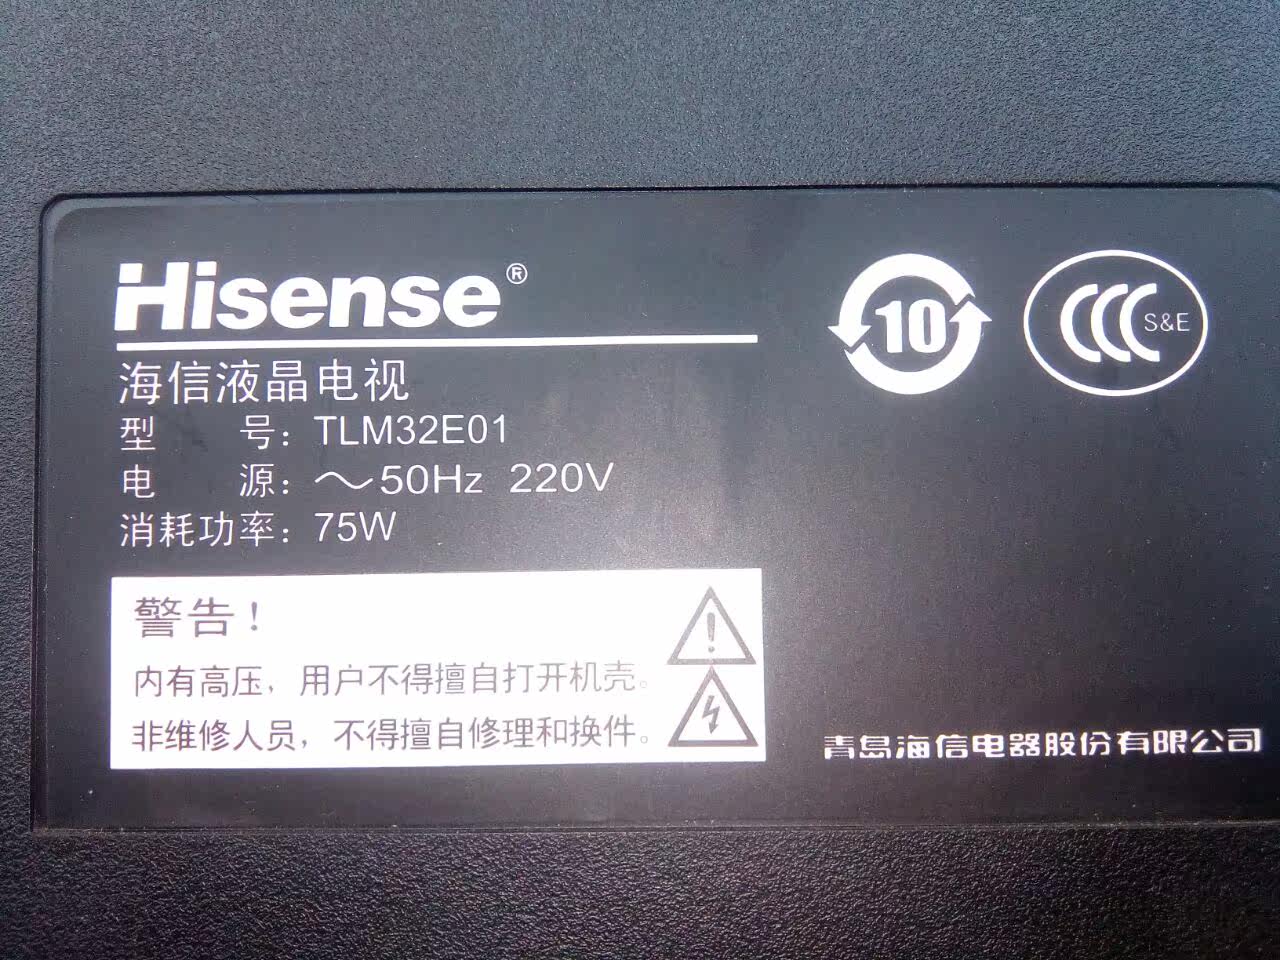 Hisense®
海信液晶电视
型 号：TLM32E01
电 源：～50Hz 220V
消耗功率：75W
警告！
内有高压，用户不得擅自打开机壳。
非维修人员，不得擅自修理和换件。
10
CCC S&E
青岛海信电器股份有限公司